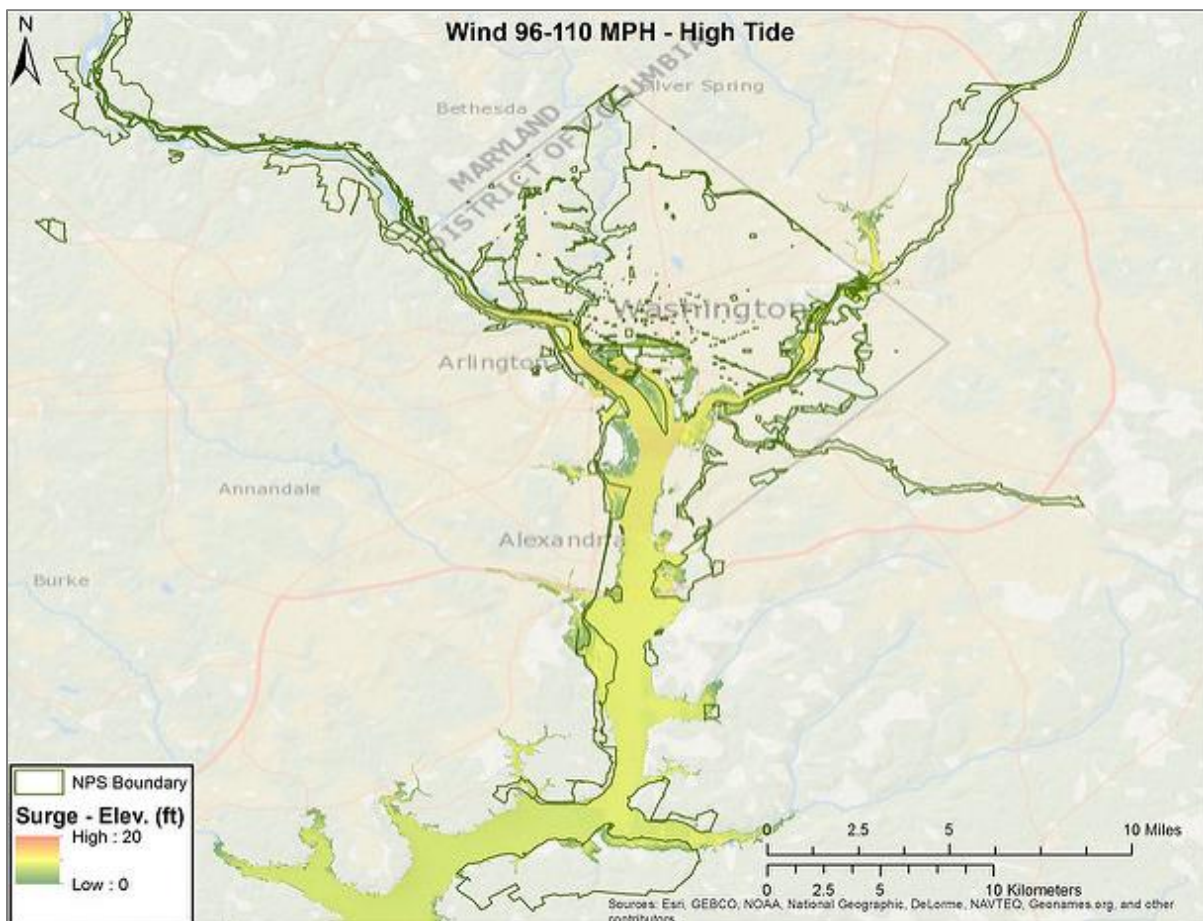 Wind 96-110 MPH - High Tide
N
Silver Spring
Bethesda
MARYLAND
DISTRICT OF COLUMBIA
Washington
Arlington
Annandale
Alexandria
Burke
NPS Boundary
Surge - Elev. (ft)
High : 20
Low : 0
0 2.5 5 10 Miles
0 2.5 5 10 Kilometers
Sources: Esri, GEBCO, NOAA, National Geographic, DeLorme, NAVTEQ, Geonames.org, and other
contributors